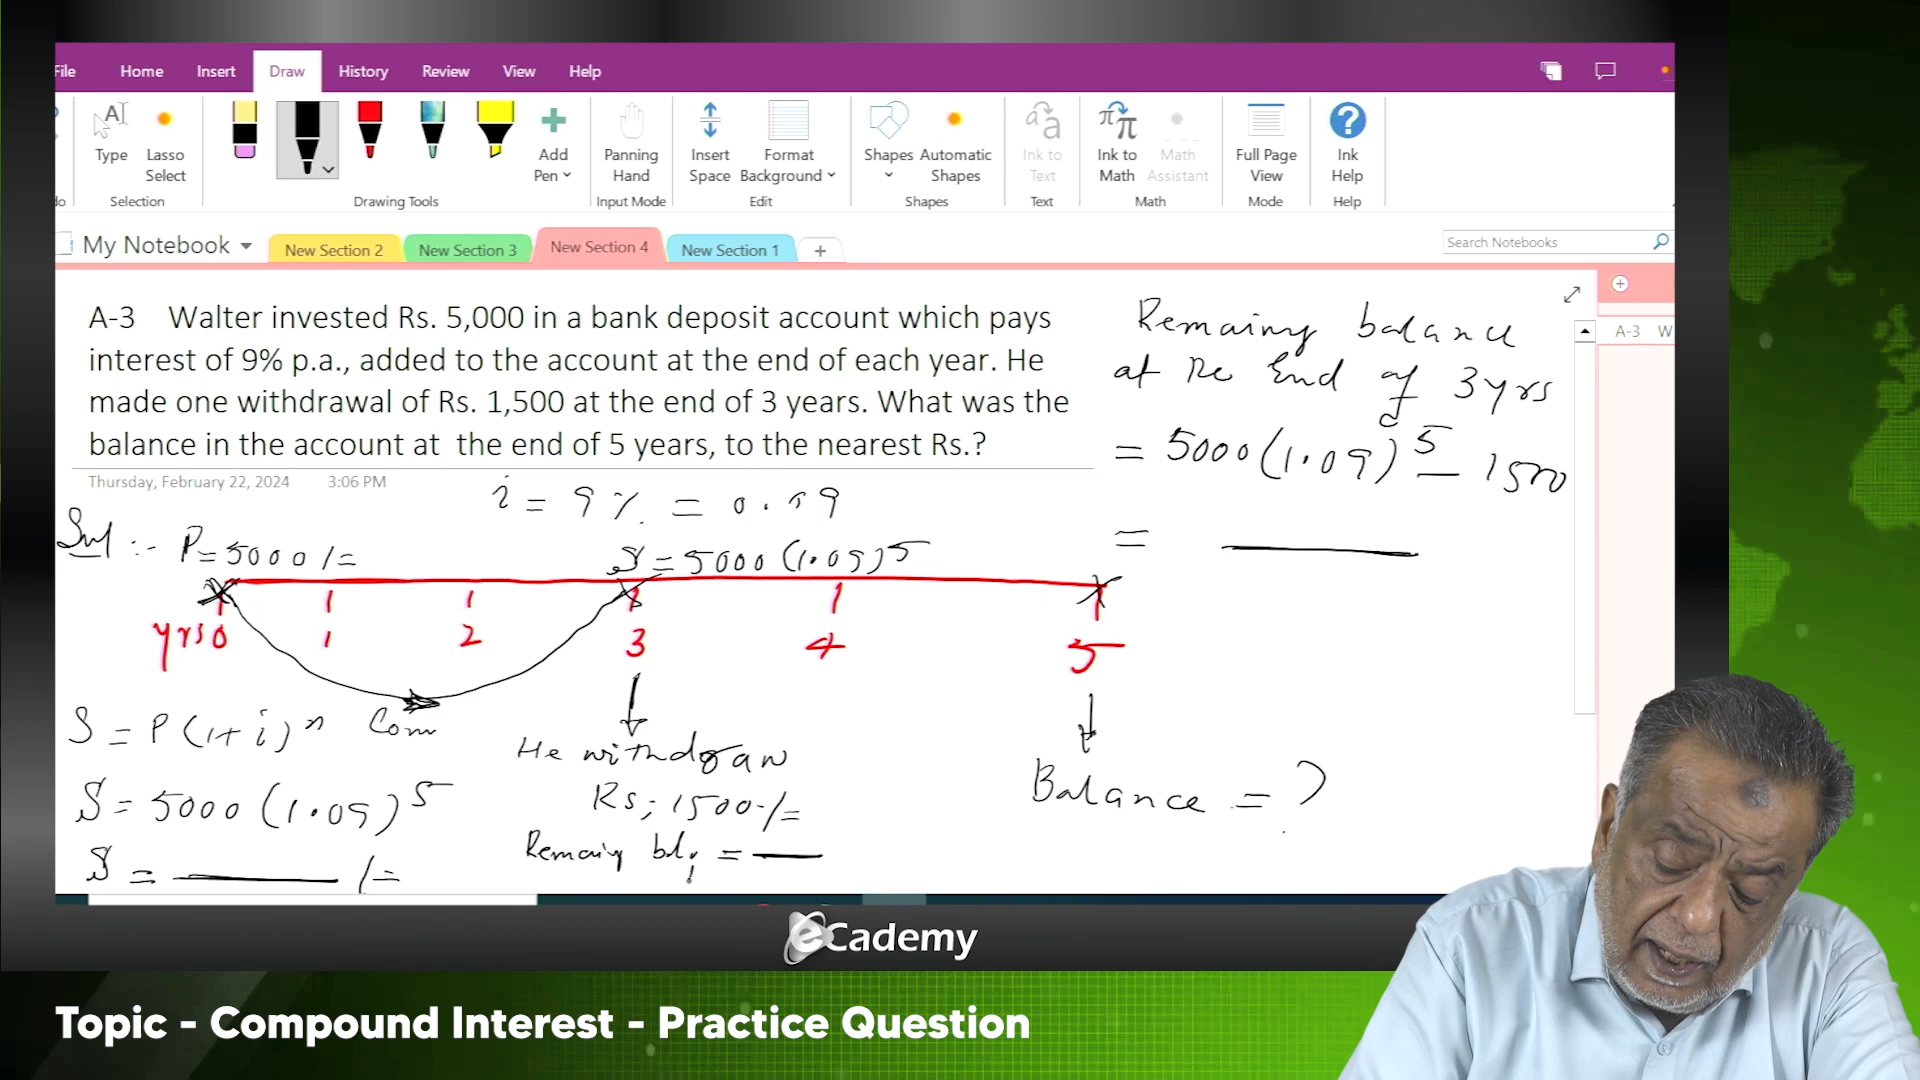 File Home Insert Draw History Review View Help
Type Lasso Select Add Pen Panning Hand Insert Space Format Background Shapes Automatic Shapes Ink to Text Ink to Math Math Assistant Full Page View Ink Help
Selection Drawing Tools Input Mode Edit Shapes Text Math Mode Help
My Notebook New Section 2 New Section 3 New Section 4 New Section 1 + Search Notebooks
A-3 W
A-3 Walter invested Rs. 5,000 in a bank deposit account which pays
interest of 9% p.a., added to the account at the end of each year. He
made one withdrawal of Rs. 1,500 at the end of 3 years. What was the
balance in the account at the end of 5 years, to the nearest Rs.?
Thursday, February 22, 2024 3:06 PM
i = 9 % = 0.09
Sol :- P = 5000/=
S = 5000 (1.09)5
yrs 0 1 2 3 4 5
S = P(1+i)n Com
S = 5000 (1.09)5
S = /=
He withdraw
Rs; 1500/=
Remaing bl; =
Balance = ?
Remaing balance
at the End of 3 yrs
= 5000(1.09)5 - 1500
=
eCademy
Topic - Compound Interest - Practice Question